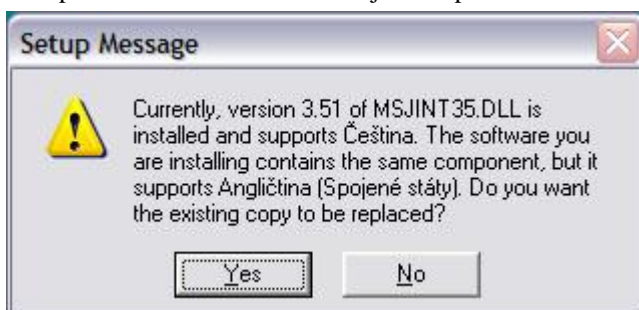 Setup Message
Currently, version 3.51 of MSJINT35.DLL is
installed and supports Čeština. The software you
are installing contains the same component, but it
supports Angličtina (Spojené státy). Do you want
the existing copy to be replaced?
Yes
No